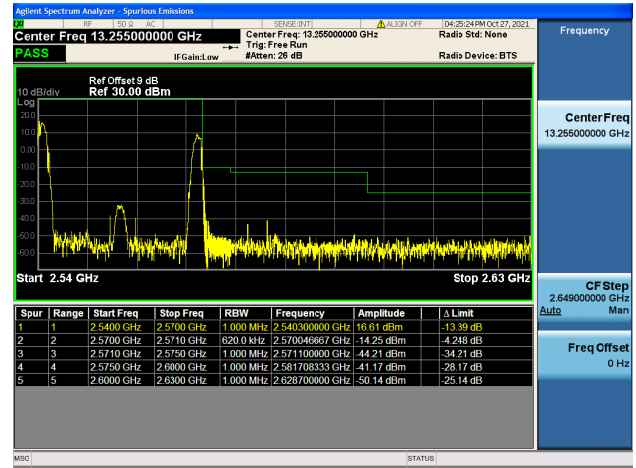 Agilent Spectrum Analyzer - Spurious Emissions
LXI RF 50 Ω AC SENSE:INT ALIGN OFF 04:25:24 PM Oct 27, 2021
Center Freq 13.255000000 GHz Center Freq: 13.255000000 GHz Radio Std: None
Trig: Free Run
PASS IFGain:Low #Atten: 26 dB Radio Device: BTS
Ref Offset 9 dB
10 dB/div Ref 30.00 dBm
Log
20.0
10.0
0.00
-10.0
-20.0
-30.0
-40.0
-50.0
-60.0
Start 2.54 GHz Stop 2.63 GHz
Spur Range Start Freq Stop Freq RBW Frequency Amplitude Δ Limit
1 1 2.5400 GHz 2.5700 GHz 1.000 MHz 2.540300000 GHz 16.61 dBm -13.39 dB
2 2 2.5700 GHz 2.5710 GHz 620.0 kHz 2.570046667 GHz -14.25 dBm -4.248 dB
3 3 2.5710 GHz 2.5750 GHz 1.000 MHz 2.571100000 GHz -44.21 dBm -34.21 dB
4 4 2.5750 GHz 2.6000 GHz 1.000 MHz 2.581708333 GHz -41.17 dBm -28.17 dB
5 5 2.6000 GHz 2.6300 GHz 1.000 MHz 2.628700000 GHz -50.14 dBm -25.14 dB
MSG STATUS
Frequency
Center Freq
13.255000000 GHz
CF Step
2.649000000 GHz
Auto Man
Freq Offset
0 Hz